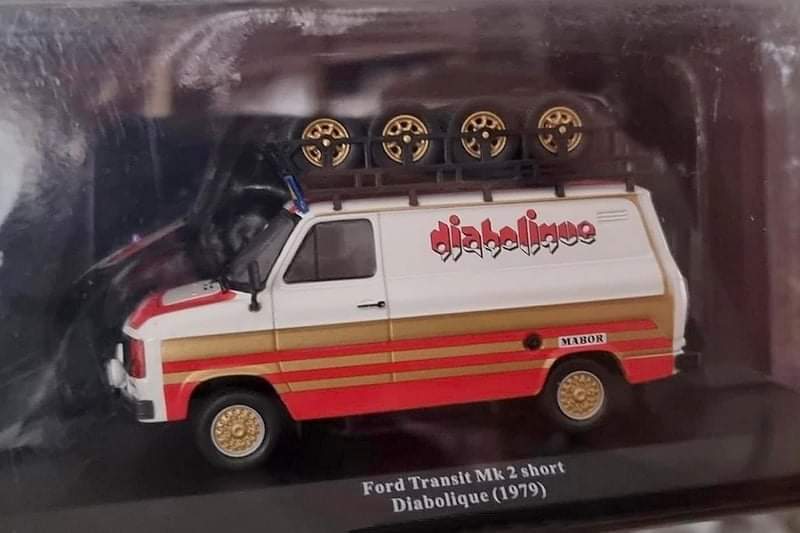 diabolique
MABOR
Ford Transit Mk 2 short
Diabolique (1979)